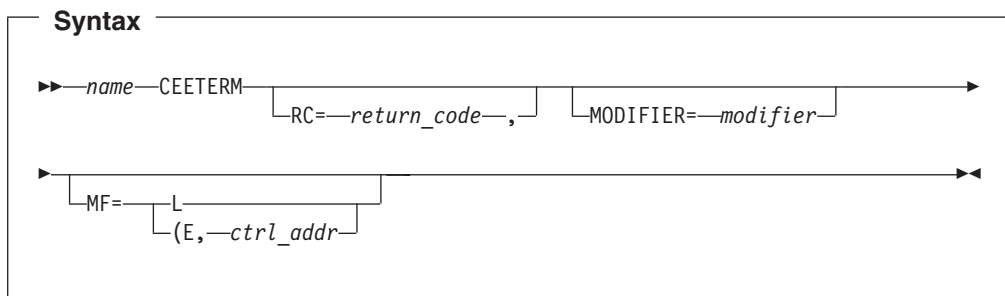 Syntax
►►—name—CEETERM
RC=—return_code—,
MODIFIER=—modifier
►
►
MF=
L
(E,—ctrl_addr
►◄